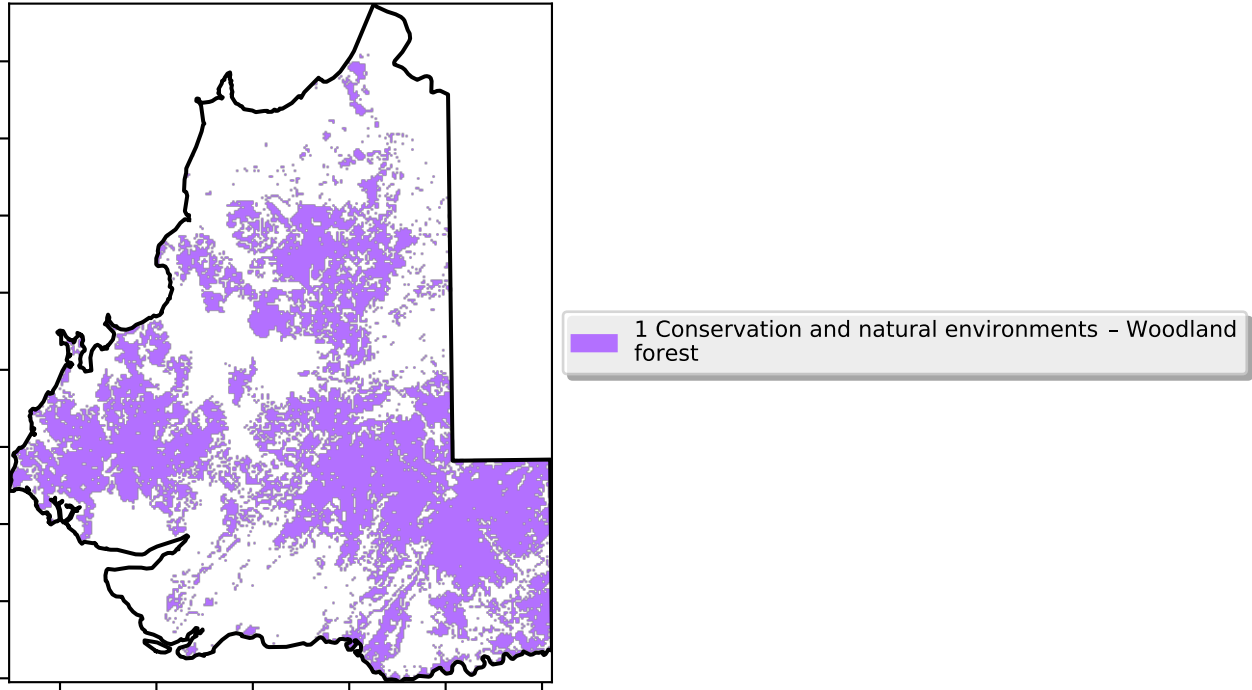 1 Conservation and natural environments – Woodland
forest